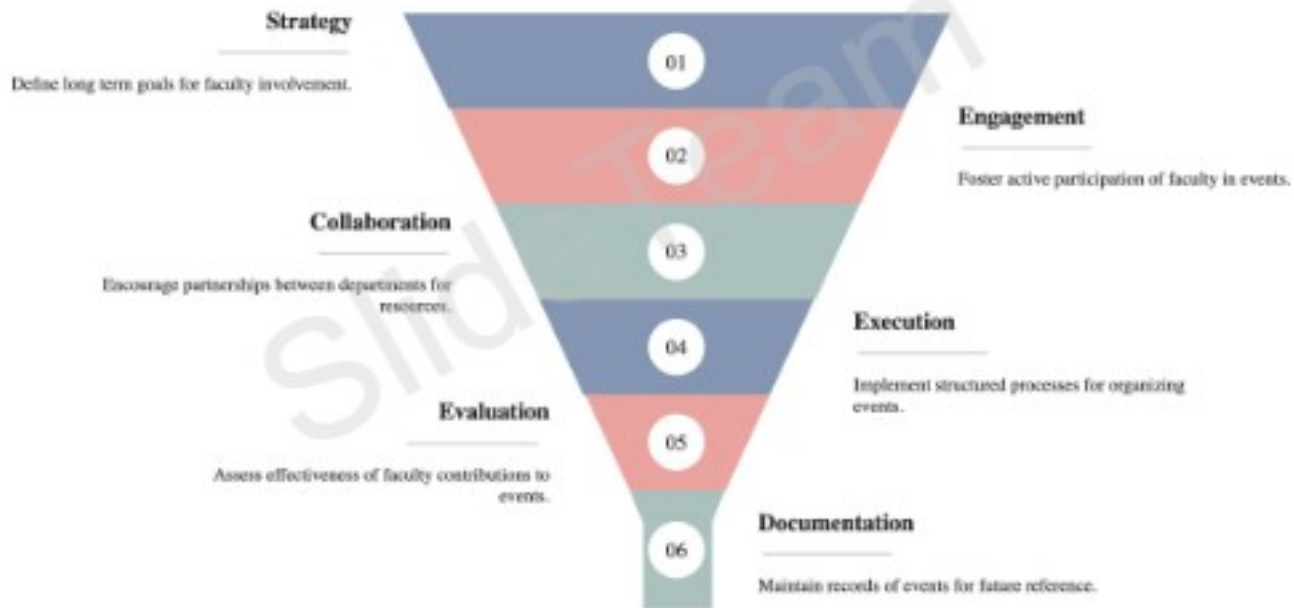 Strategy
Define long term goals for faculty involvement.
01
Engagement
Foster active participation of faculty in events.
02
Collaboration
Encourage partnerships between departments for
resources.
03
Execution
Implement structured processes for organizing
events.
04
Evaluation
Assess effectiveness of faculty contributions to
events.
05
Documentation
Maintain records of events for future reference.
06
SlideTeam